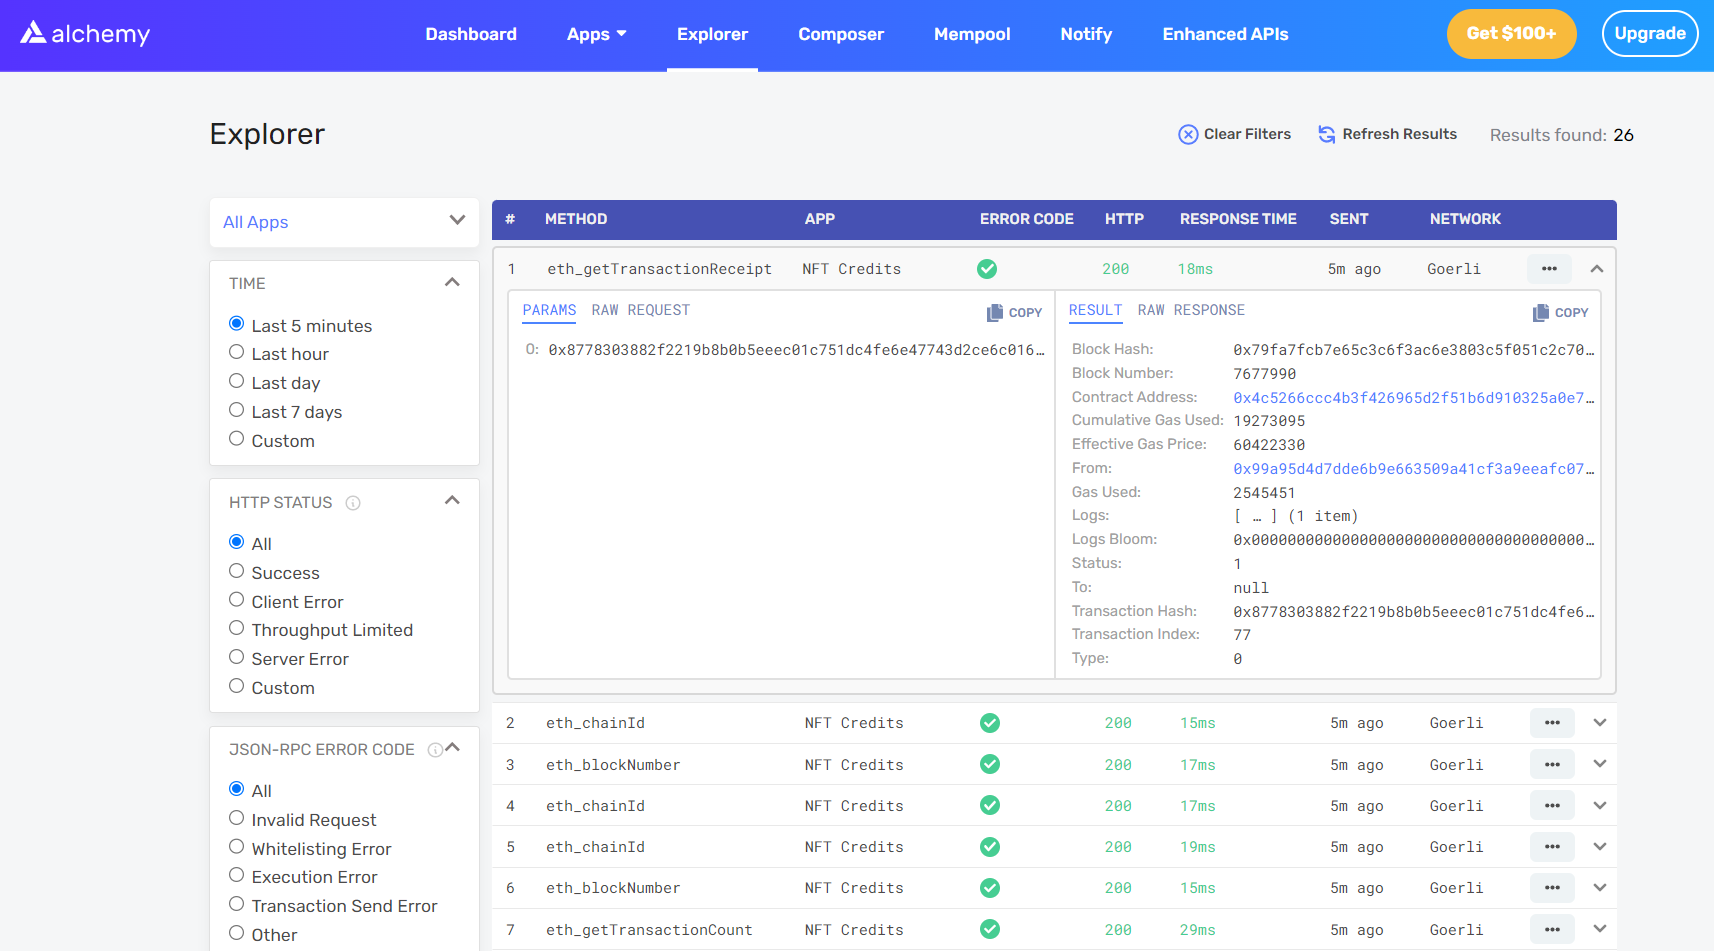 alchemy
Dashboard Apps Explorer Composer Mempool Notify Enhanced APIs Get $100+ Upgrade
Explorer
Clear Filters Refresh Results Results found: 26
All Apps
TIME
Last 5 minutes
Last hour
Last day
Last 7 days
Custom
HTTP STATUS
All
Success
Client Error
Throughput Limited
Server Error
Custom
JSON-RPC ERROR CODE
All
Invalid Request
Whitelisting Error
Execution Error
Transaction Send Error
Other
# METHOD APP ERROR CODE HTTP RESPONSE TIME SENT NETWORK
1 eth_getTransactionReceipt NFT Credits 200 18ms 5m ago Goerli •••
PARAMS RAW REQUEST COPY
0: 0x8778303882f2219b8b0b5eeec01c751dc4fe6e47743d2ce6c016…
RESULT RAW RESPONSE COPY
Block Hash: 0x79fa7fcb7e65c3c6f3ac6e3803c5f051c2c70…
Block Number: 7677990
Contract Address: 0x4c5266ccc4b3f426965d2f51b6d910325a0e7…
Cumulative Gas Used: 19273095
Effective Gas Price: 60422330
From: 0x99a95d4d7dde6b9e663509a41cf3a9eeafc07…
Gas Used: 2545451
Logs: [ … ] (1 item)
Logs Bloom: 0x0000000000000000000000000000000000000…
Status: 1
To: null
Transaction Hash: 0x8778303882f2219b8b0b5eeec01c751dc4fe6…
Transaction Index: 77
Type: 0
2 eth_chainId NFT Credits 200 15ms 5m ago Goerli •••
3 eth_blockNumber NFT Credits 200 17ms 5m ago Goerli •••
4 eth_chainId NFT Credits 200 17ms 5m ago Goerli •••
5 eth_chainId NFT Credits 200 19ms 5m ago Goerli •••
6 eth_blockNumber NFT Credits 200 15ms 5m ago Goerli •••
7 eth_getTransactionCount NFT Credits 200 29ms 5m ago Goerli •••